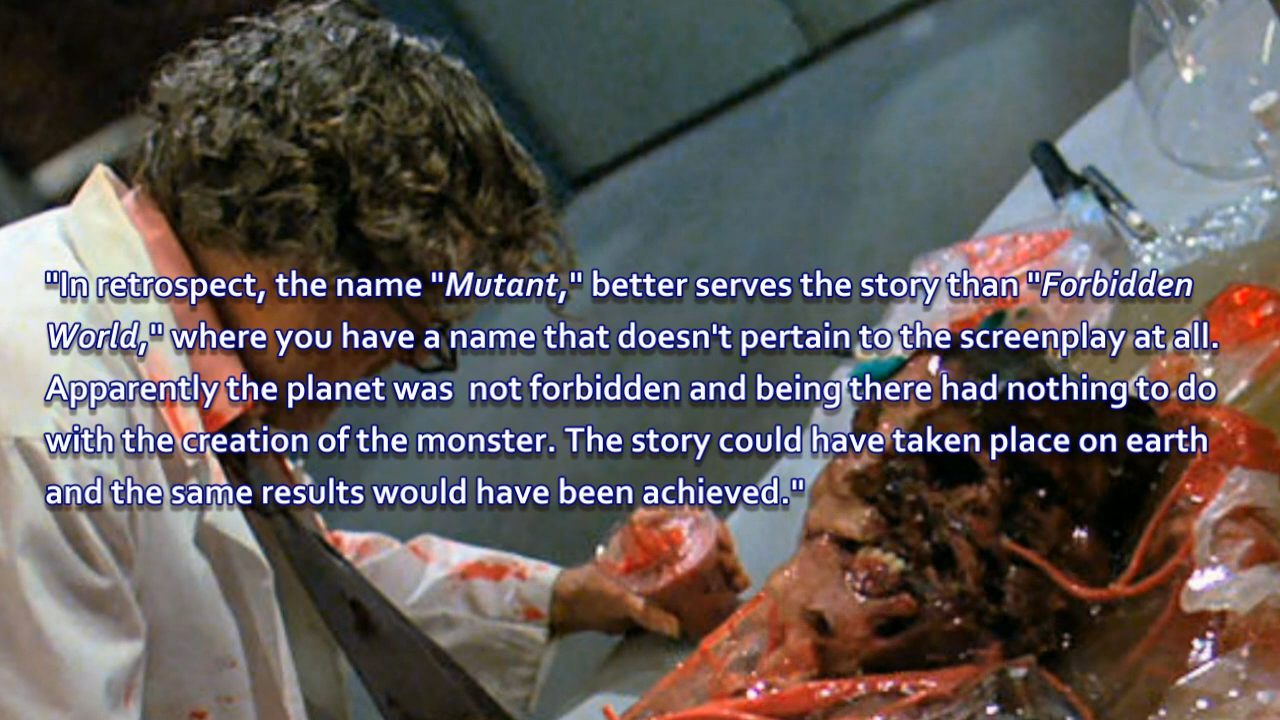 "In retrospect, the name "Mutant," better serves the story than "Forbidden
World," where you have a name that doesn't pertain to the screenplay at all.
Apparently the planet was  not forbidden and being there had nothing to do
with the creation of the monster. The story could have taken place on earth
and the same results would have been achieved."